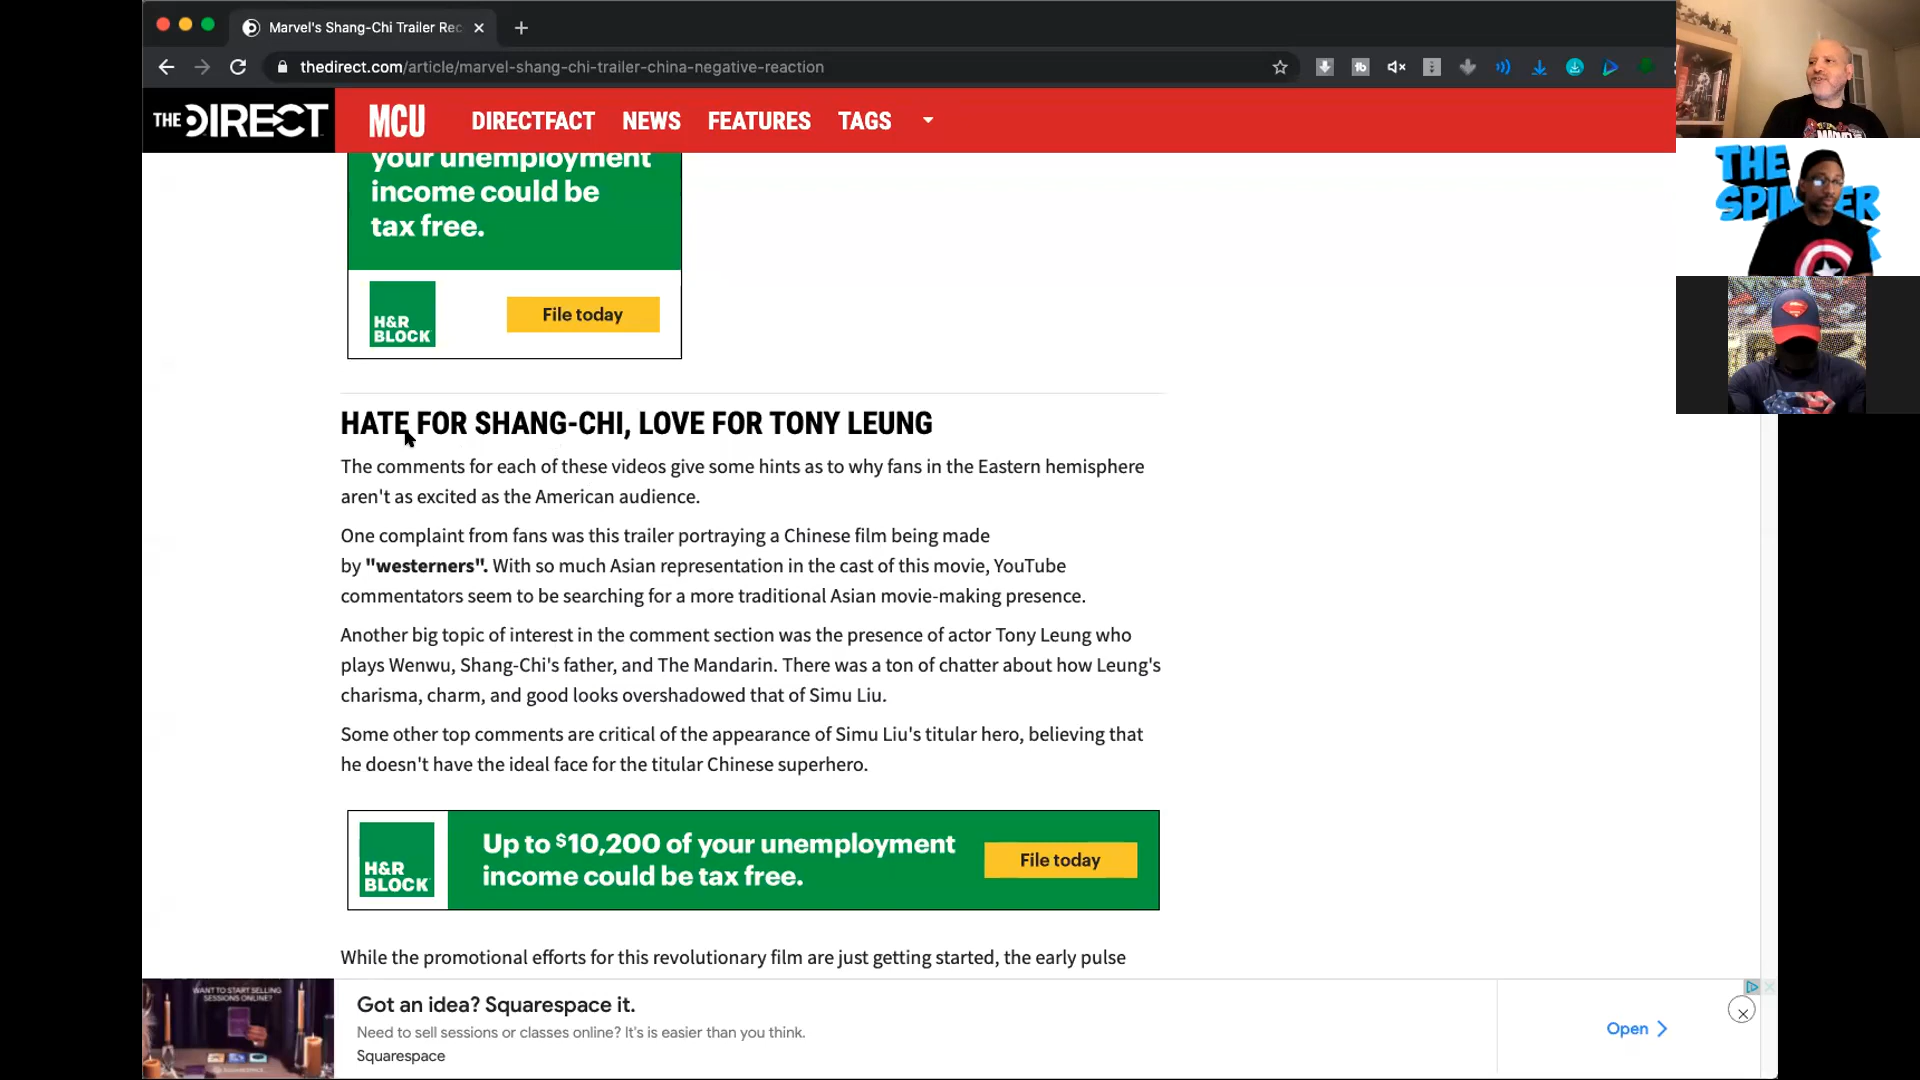 Marvel's Shang-Chi Trailer Rec
thedirect.com/article/marvel-shang-chi-trailer-china-negative-reaction
THE DIRECT MCU DIRECTFACT NEWS FEATURES TAGS
your unemployment
income could be
tax free.
H&R
BLOCK
File today
THE
SPINNER
HATE FOR SHANG-CHI, LOVE FOR TONY LEUNG
The comments for each of these videos give some hints as to why fans in the Eastern hemisphere
aren't as excited as the American audience.
One complaint from fans was this trailer portraying a Chinese film being made
by "westerners". With so much Asian representation in the cast of this movie, YouTube
commentators seem to be searching for a more traditional Asian movie-making presence.
Another big topic of interest in the comment section was the presence of actor Tony Leung who
plays Wenwu, Shang-Chi's father, and The Mandarin. There was a ton of chatter about how Leung's
charisma, charm, and good looks overshadowed that of Simu Liu.
Some other top comments are critical of the appearance of Simu Liu's titular hero, believing that
he doesn't have the ideal face for the titular Chinese superhero.
H&R
BLOCK
Up to $10,200 of your unemployment
income could be tax free.
File today
While the promotional efforts for this revolutionary film are just getting started, the early pulse
WANT TO START SELLING
SESSIONS ONLINE?
Got an idea? Squarespace it.
Need to sell sessions or classes online? It's is easier than you think.
Squarespace
Open